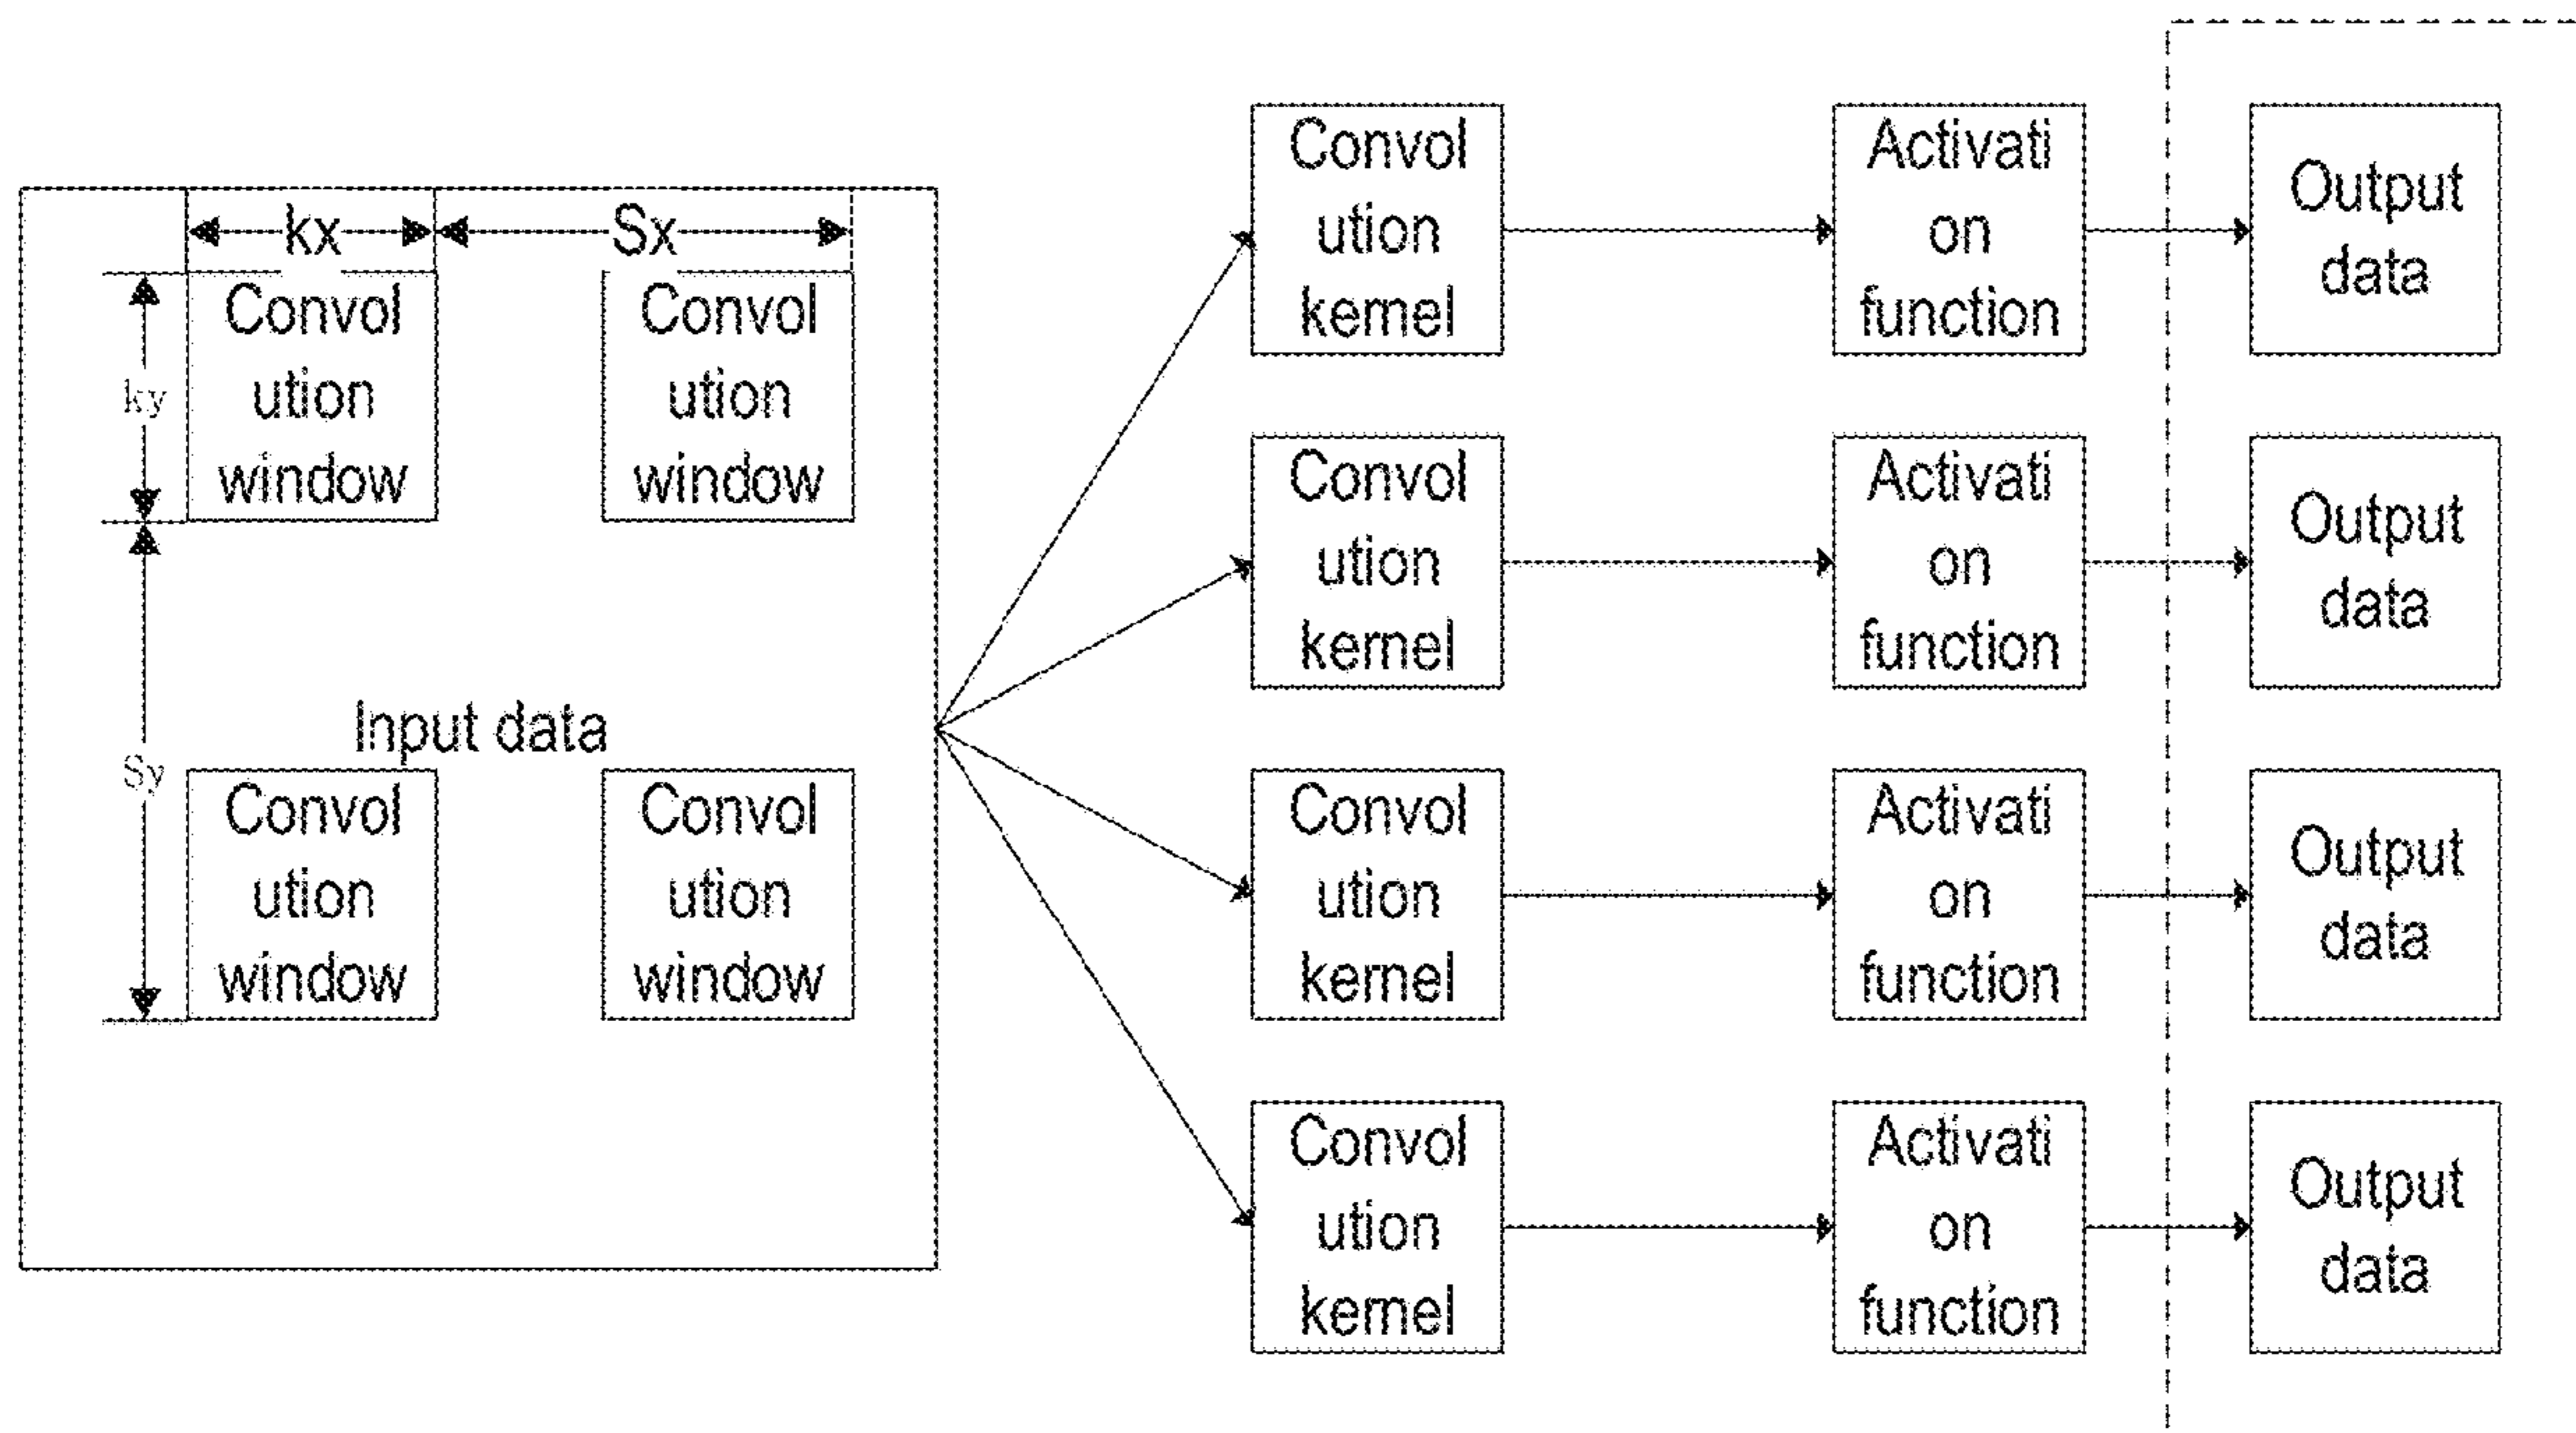 kx
Sx
Convol
ution
window
Convol
ution
window
ky
Input data
Sy
Convol
ution
window
Convol
ution
window
Convol
ution
kernel
Activati
on
function
Output
data
Convol
ution
kernel
Activati
on
function
Output
data
Convol
ution
kernel
Activati
on
function
Output
data
Convol
ution
kernel
Activati
on
function
Output
data